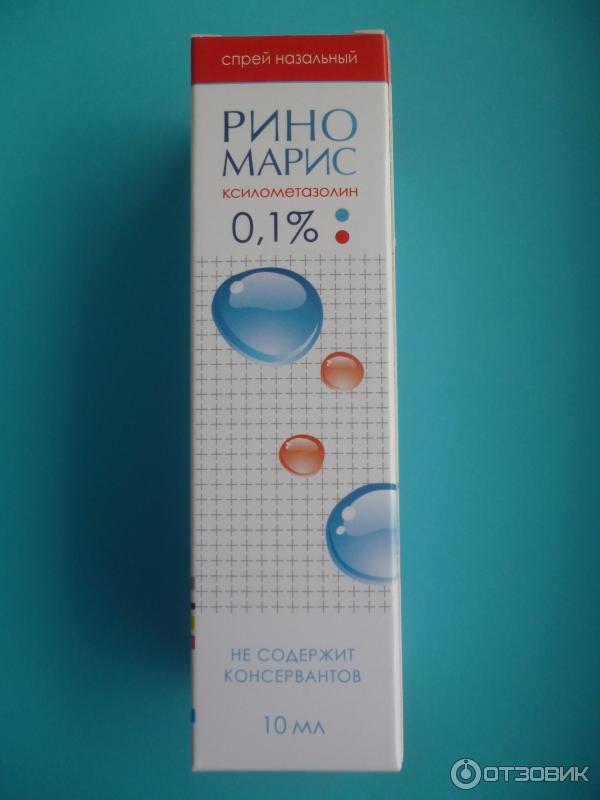 спрей назальный
РИНО
МАРИС
ксилометазолин
0,1%
НЕ СОДЕРЖИТ
КОНСЕРВАНТОВ
10 мл
ОТЗОВИК